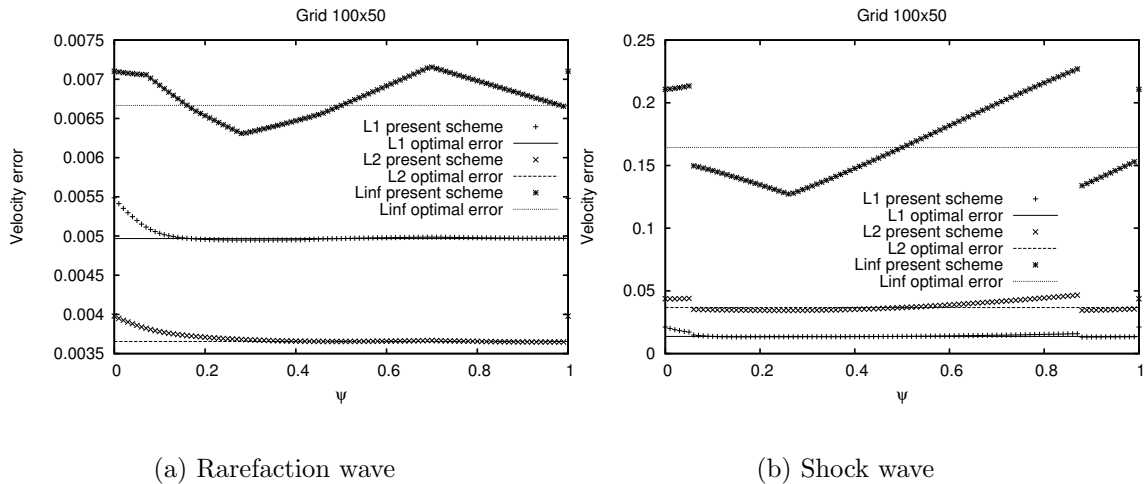 Grid 100x50
0.0075
0.007
0.0065
0.006
0.0055
0.005
0.0045
0.004
0.0035
Velocity error
L1 present scheme
L1 optimal error
L2 present scheme
L2 optimal error
Linf present scheme
Linf optimal error
0 0.2 0.4 0.6 0.8 1
ψ
(a) Rarefaction wave
Grid 100x50
0.25
0.2
0.15
0.1
0.05
0
Velocity error
L1 present scheme
L1 optimal error
L2 present scheme
L2 optimal error
Linf present scheme
Linf optimal error
0 0.2 0.4 0.6 0.8 1
ψ
(b) Shock wave